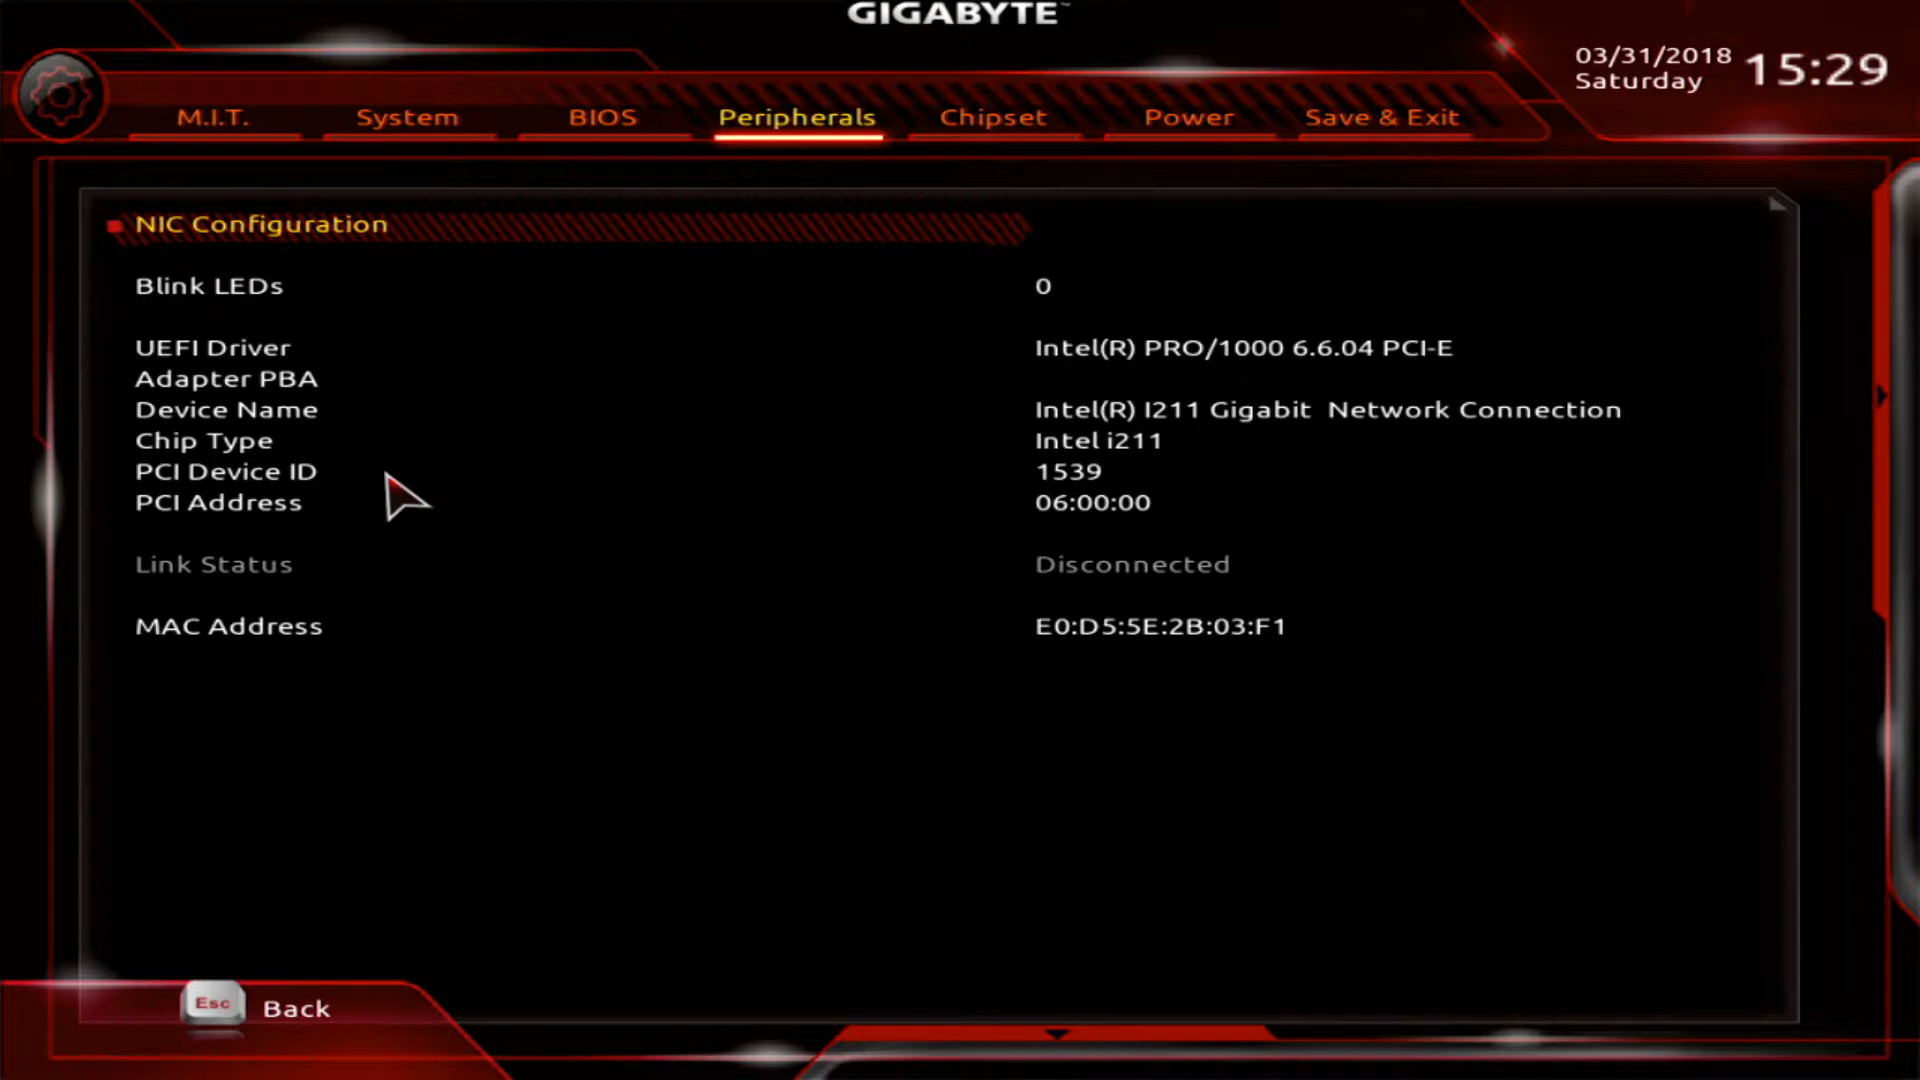 GIGABYTE™
03/31/2018
Saturday
15:29
M.I.T.
System
BIOS
Peripherals
Chipset
Power
Save & Exit
NIC Configuration
Blink LEDs 0
UEFI Driver Intel(R) PRO/1000 6.6.04 PCI-E
Adapter PBA
Device Name Intel(R) I211 Gigabit  Network Connection
Chip Type Intel i211
PCI Device ID 1539
PCI Address 06:00:00
Link Status Disconnected
MAC Address E0:D5:5E:2B:03:F1
Esc Back